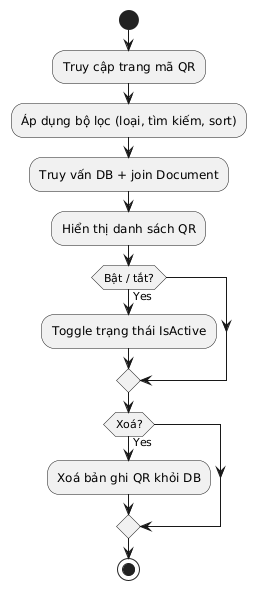 Truy cập trang mã QR
Áp dụng bộ lọc (loại, tìm kiếm, sort)
Truy vấn DB + join Document
Hiển thị danh sách QR
Bật / tắt?
Yes
Toggle trạng thái IsActive
Xoá?
Yes
Xoá bản ghi QR khỏi DB